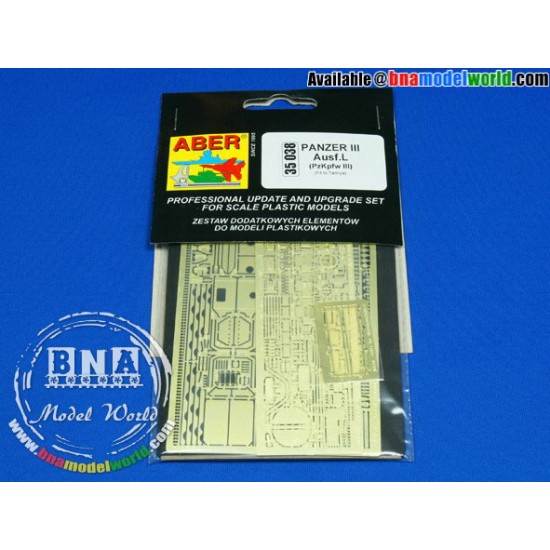 Available @ bnamodelworld.com
ABER
SINCE 1995
35 038
PANZER III
Ausf.L
(PzKpfw III)
(Fit to Tamiya)
PROFESSIONAL UPDATE AND UPGRADE SET
FOR SCALE PLASTIC MODELS
ZESTAW DODATKOWYCH ELEMENTÓW
DO MODELI PLASTIKOWYCH
BNA
Model World
www.bnamodelworld.com